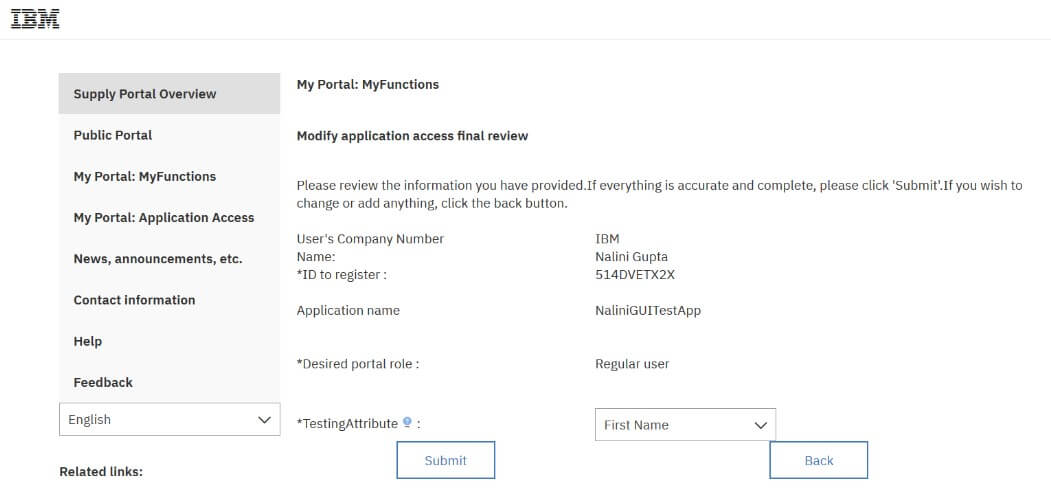 IBM
Supply Portal Overview
Public Portal
My Portal: MyFunctions
My Portal: Application Access
News, announcements, etc.
Contact information
Help
Feedback
English
Related links:
My Portal: MyFunctions
Modify application access final review
Please review the information you have provided.If everything is accurate and complete, please click 'Submit'.If you wish to
change or add anything, click the back button.
User's Company Number IBM
Name: Nalini Gupta
*ID to register : 514DVETX2X
Application name NaliniGUITestApp
*Desired portal role : Regular user
*TestingAttribute : First Name
Submit Back